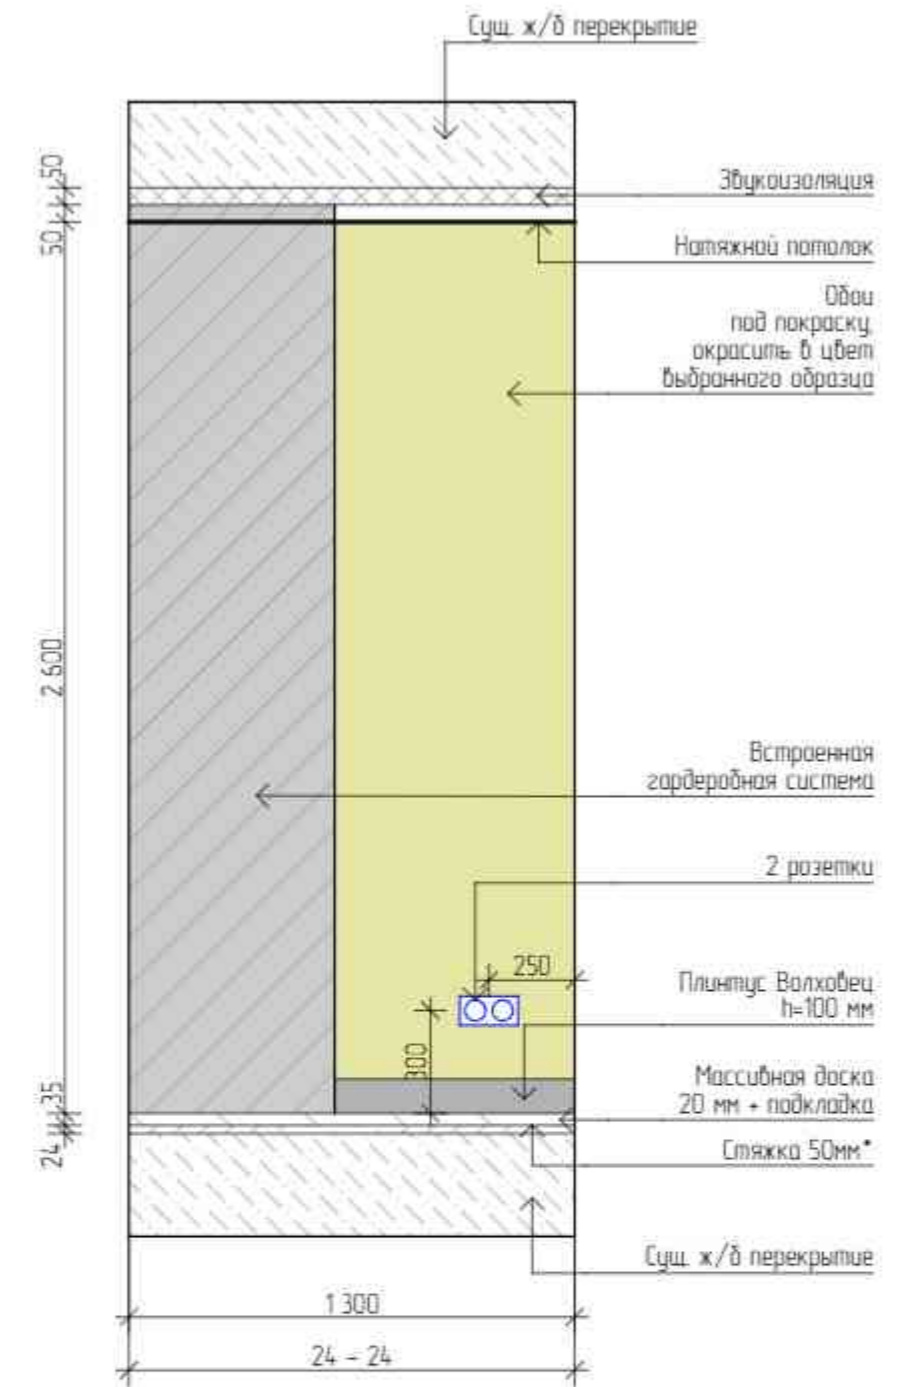 Сущ. ж/б перекрытие
50
Звукоизоляция
50
Натяжной потолок
Обои
под покраску,
окрасить в цвет
выбранного образца
2 600
Встроенная
гардеробная система
2 розетки
250
Плинтус Волховец
h=100 мм
300
Массивная доска
20 мм + подкладка
35
Стяжка 50мм*
24
Сущ. ж/б перекрытие
1 300
24 - 24